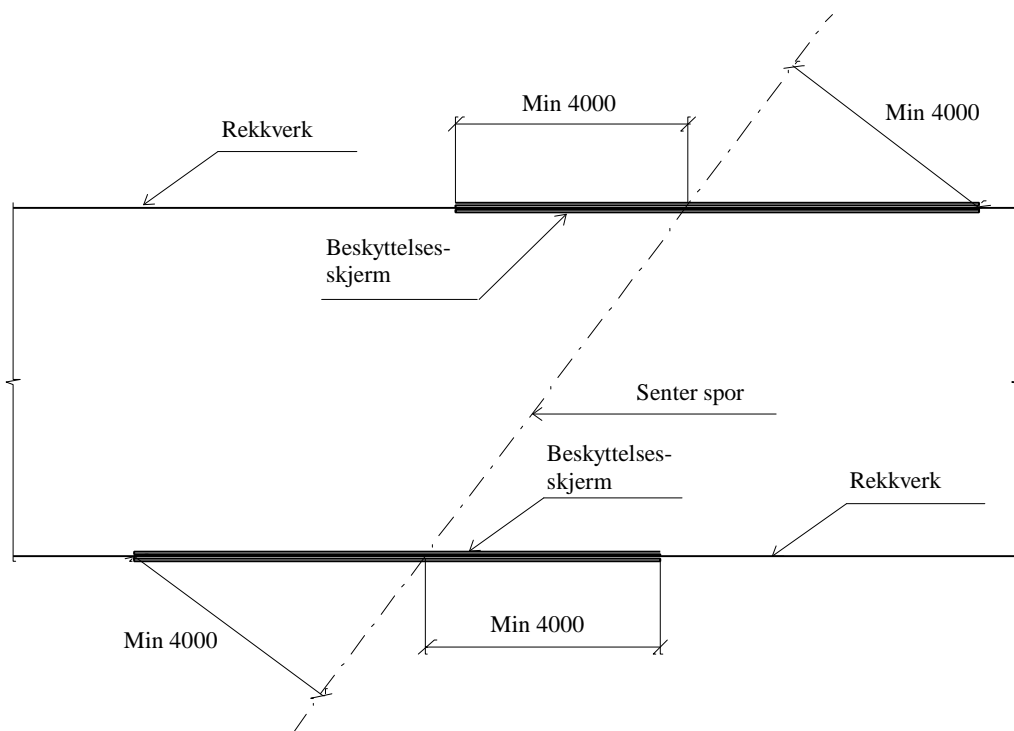 Min 4000
Min 4000
Rekkverk
Beskyttelses-
skjerm
Senter spor
Beskyttelses-
skjerm
Rekkverk
Min 4000
Min 4000